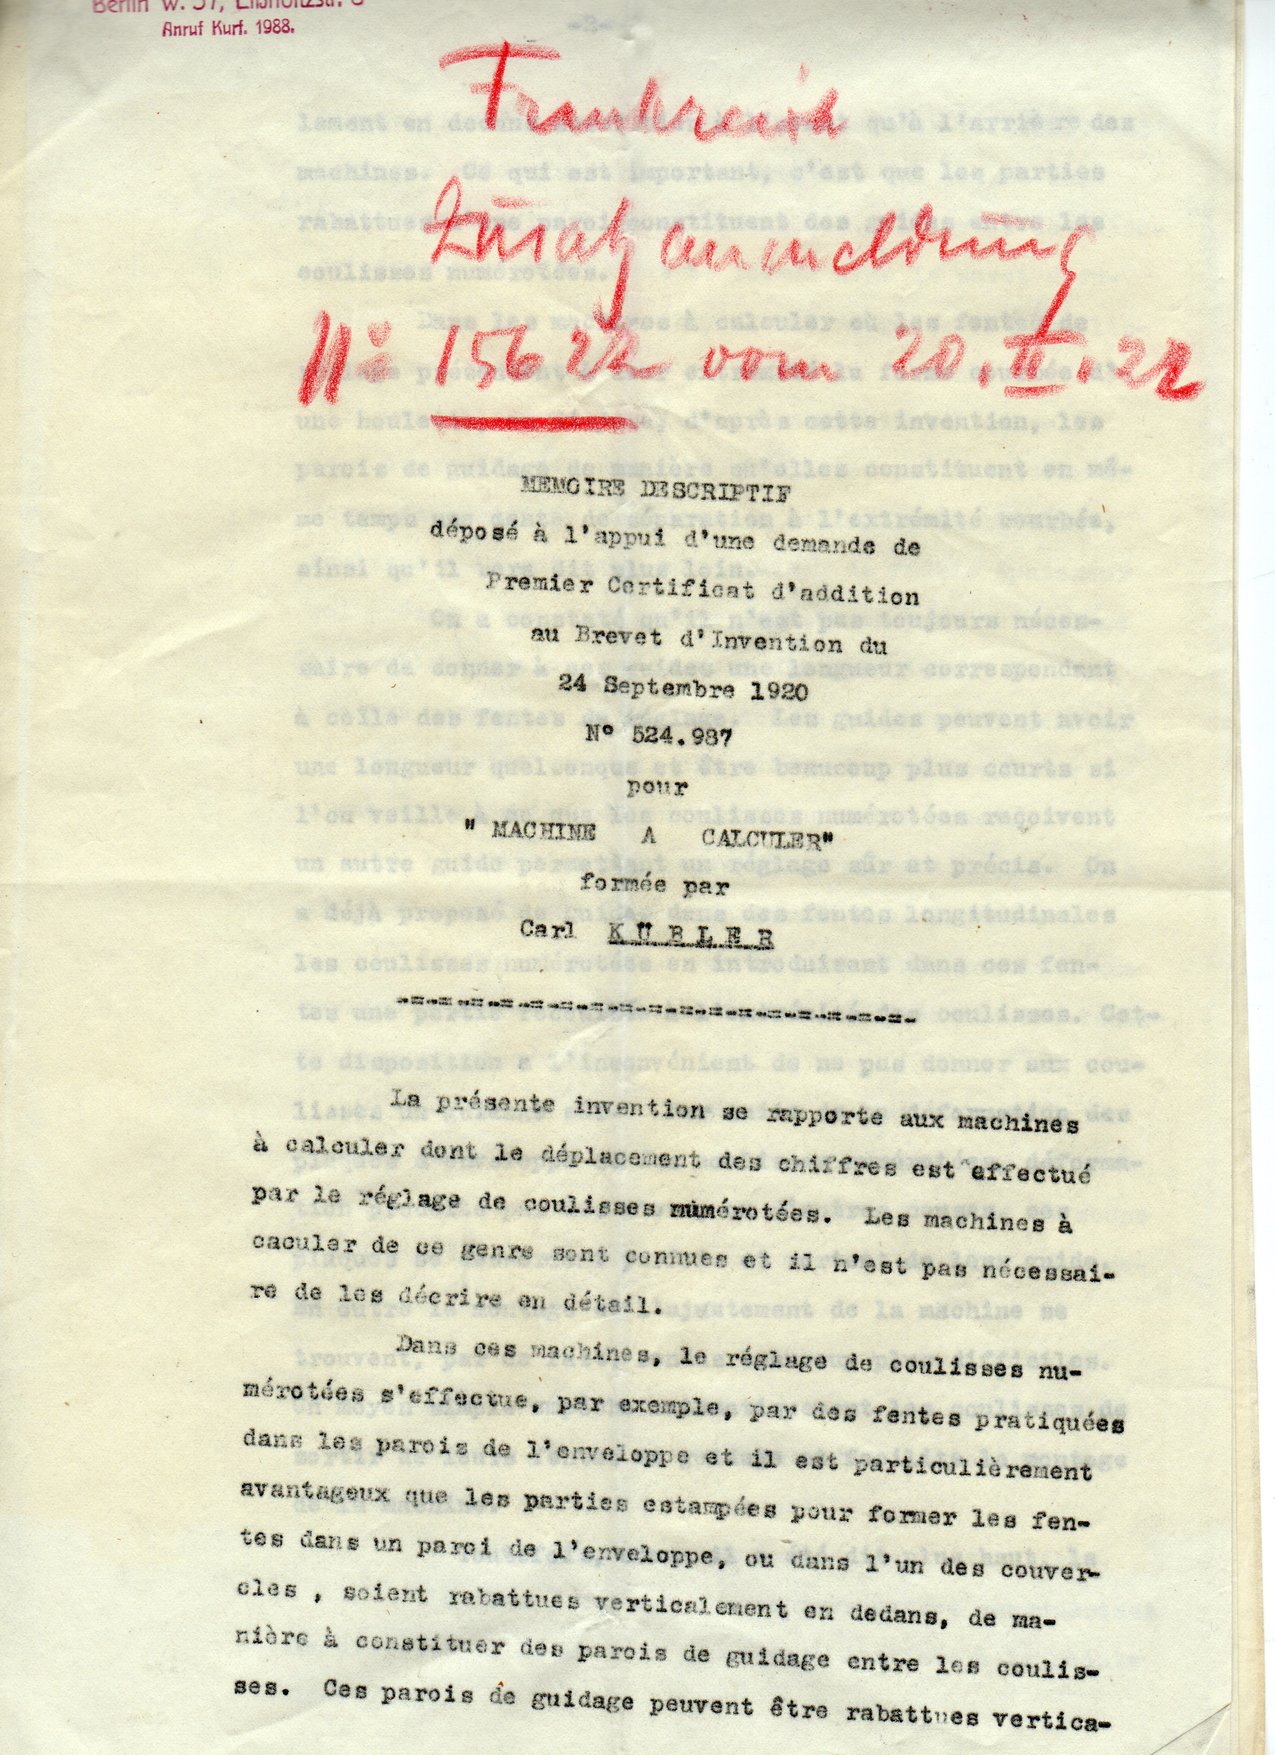 Berlin W. 57, Elßholtzstr.
Anruf Kurf. 1988.
Frankreich
Zusatzanmeldung
No 15622 vom 20.II.22
MEMOIRE DESCRIPTIF
déposé à l'appui d'une demande de
Premier Certificat d'addition
au Brevet d'Invention du
24 Septembre 1920
N° 524.987
pour
" MACHINE A CALCULER"
formée par
Carl KÜBLER
-=-=-=-=-=-=-=-=-=-=-=-=-=-=-=-=-=-
La présente invention se rapporte aux machines
à calculer dont le déplacement des chiffres est effectué
par le réglage de coulisses numérotées. Les machines à
caculer de ce genre sont connues et il n'est pas nécessai-
re de les décrire en détail.
Dans ces machines, le réglage de coulisses nu-
mérotées s'effectue, par exemple, par des fentes pratiquées
dans les parois de l'enveloppe et il est particulièrement
avantageux que les parties estampées pour former les fen-
tes dans un paroi de l'enveloppe, ou dans l'un des couver-
cles , soient rabattues verticalement en dedans, de ma-
nière à constituer des parois de guidage entre les coulis-
ses. Ces parois de guidage peuvent être rabattues vertica-